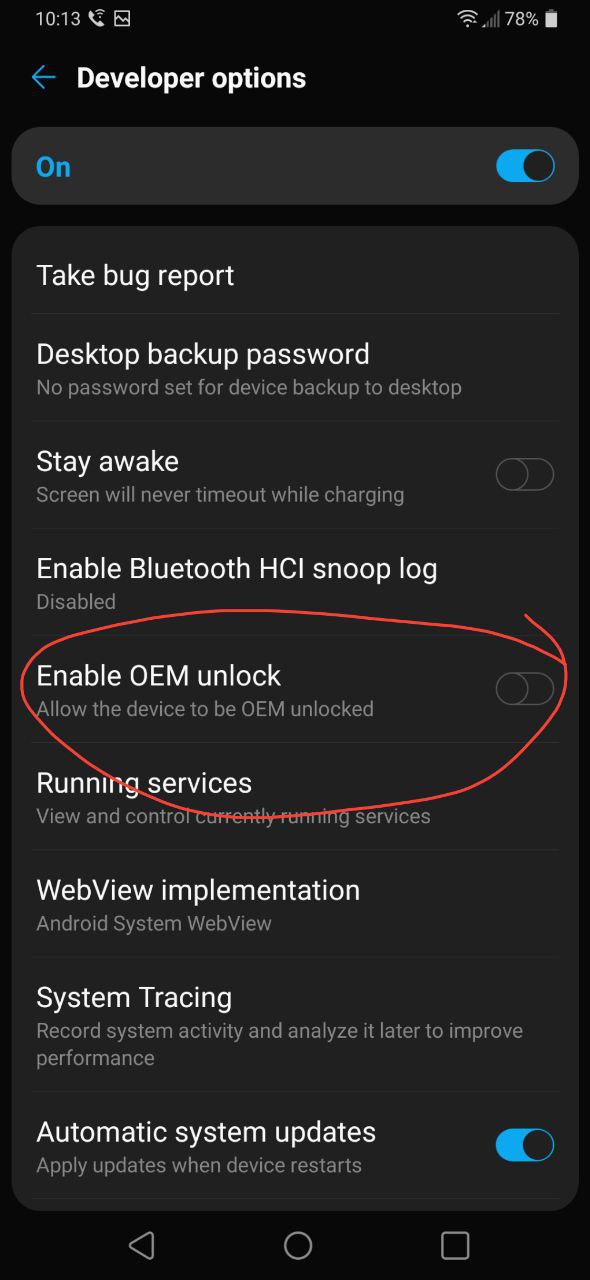 10:13 78%
Developer options
On
Take bug report
Desktop backup password
No password set for device backup to desktop
Stay awake
Screen will never timeout while charging
Enable Bluetooth HCI snoop log
Disabled
Enable OEM unlock
Allow the device to be OEM unlocked
Running services
View and control currently running services
WebView implementation
Android System WebView
System Tracing
Record system activity and analyze it later to improve
performance
Automatic system updates
Apply updates when device restarts